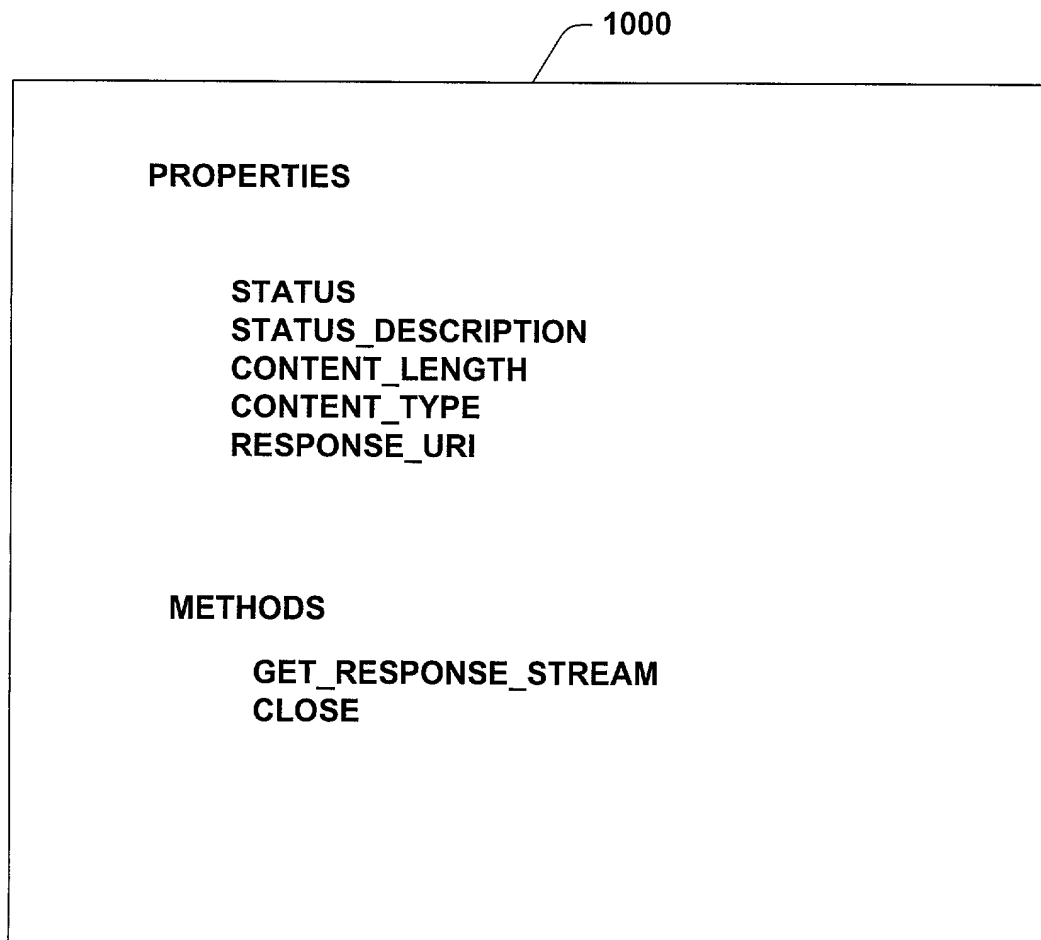 1000
PROPERTIES
STATUS
STATUS_DESCRIPTION
CONTENT_LENGTH
CONTENT_TYPE
RESPONSE_URI
METHODS
GET_RESPONSE_STREAM
CLOSE